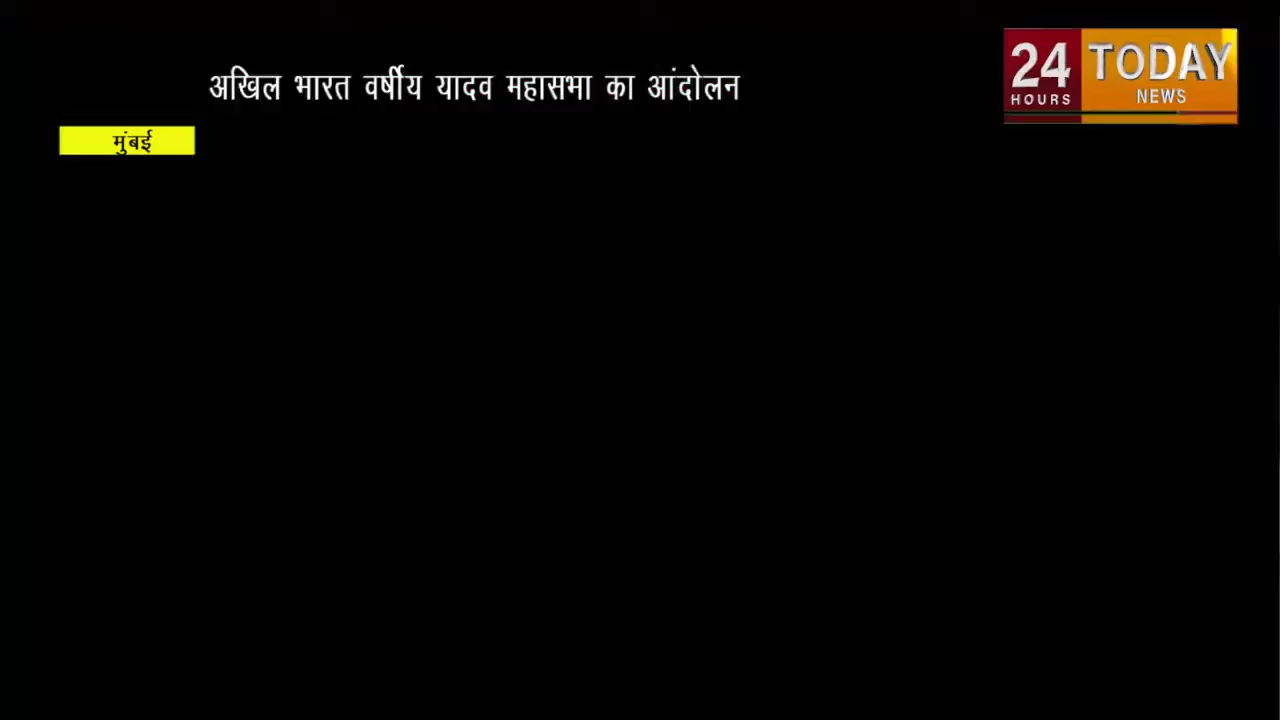 अखिल भारत वर्षीय यादव महासभा का आंदोलन
मुंबई
24 TODAY
HOURS NEWS